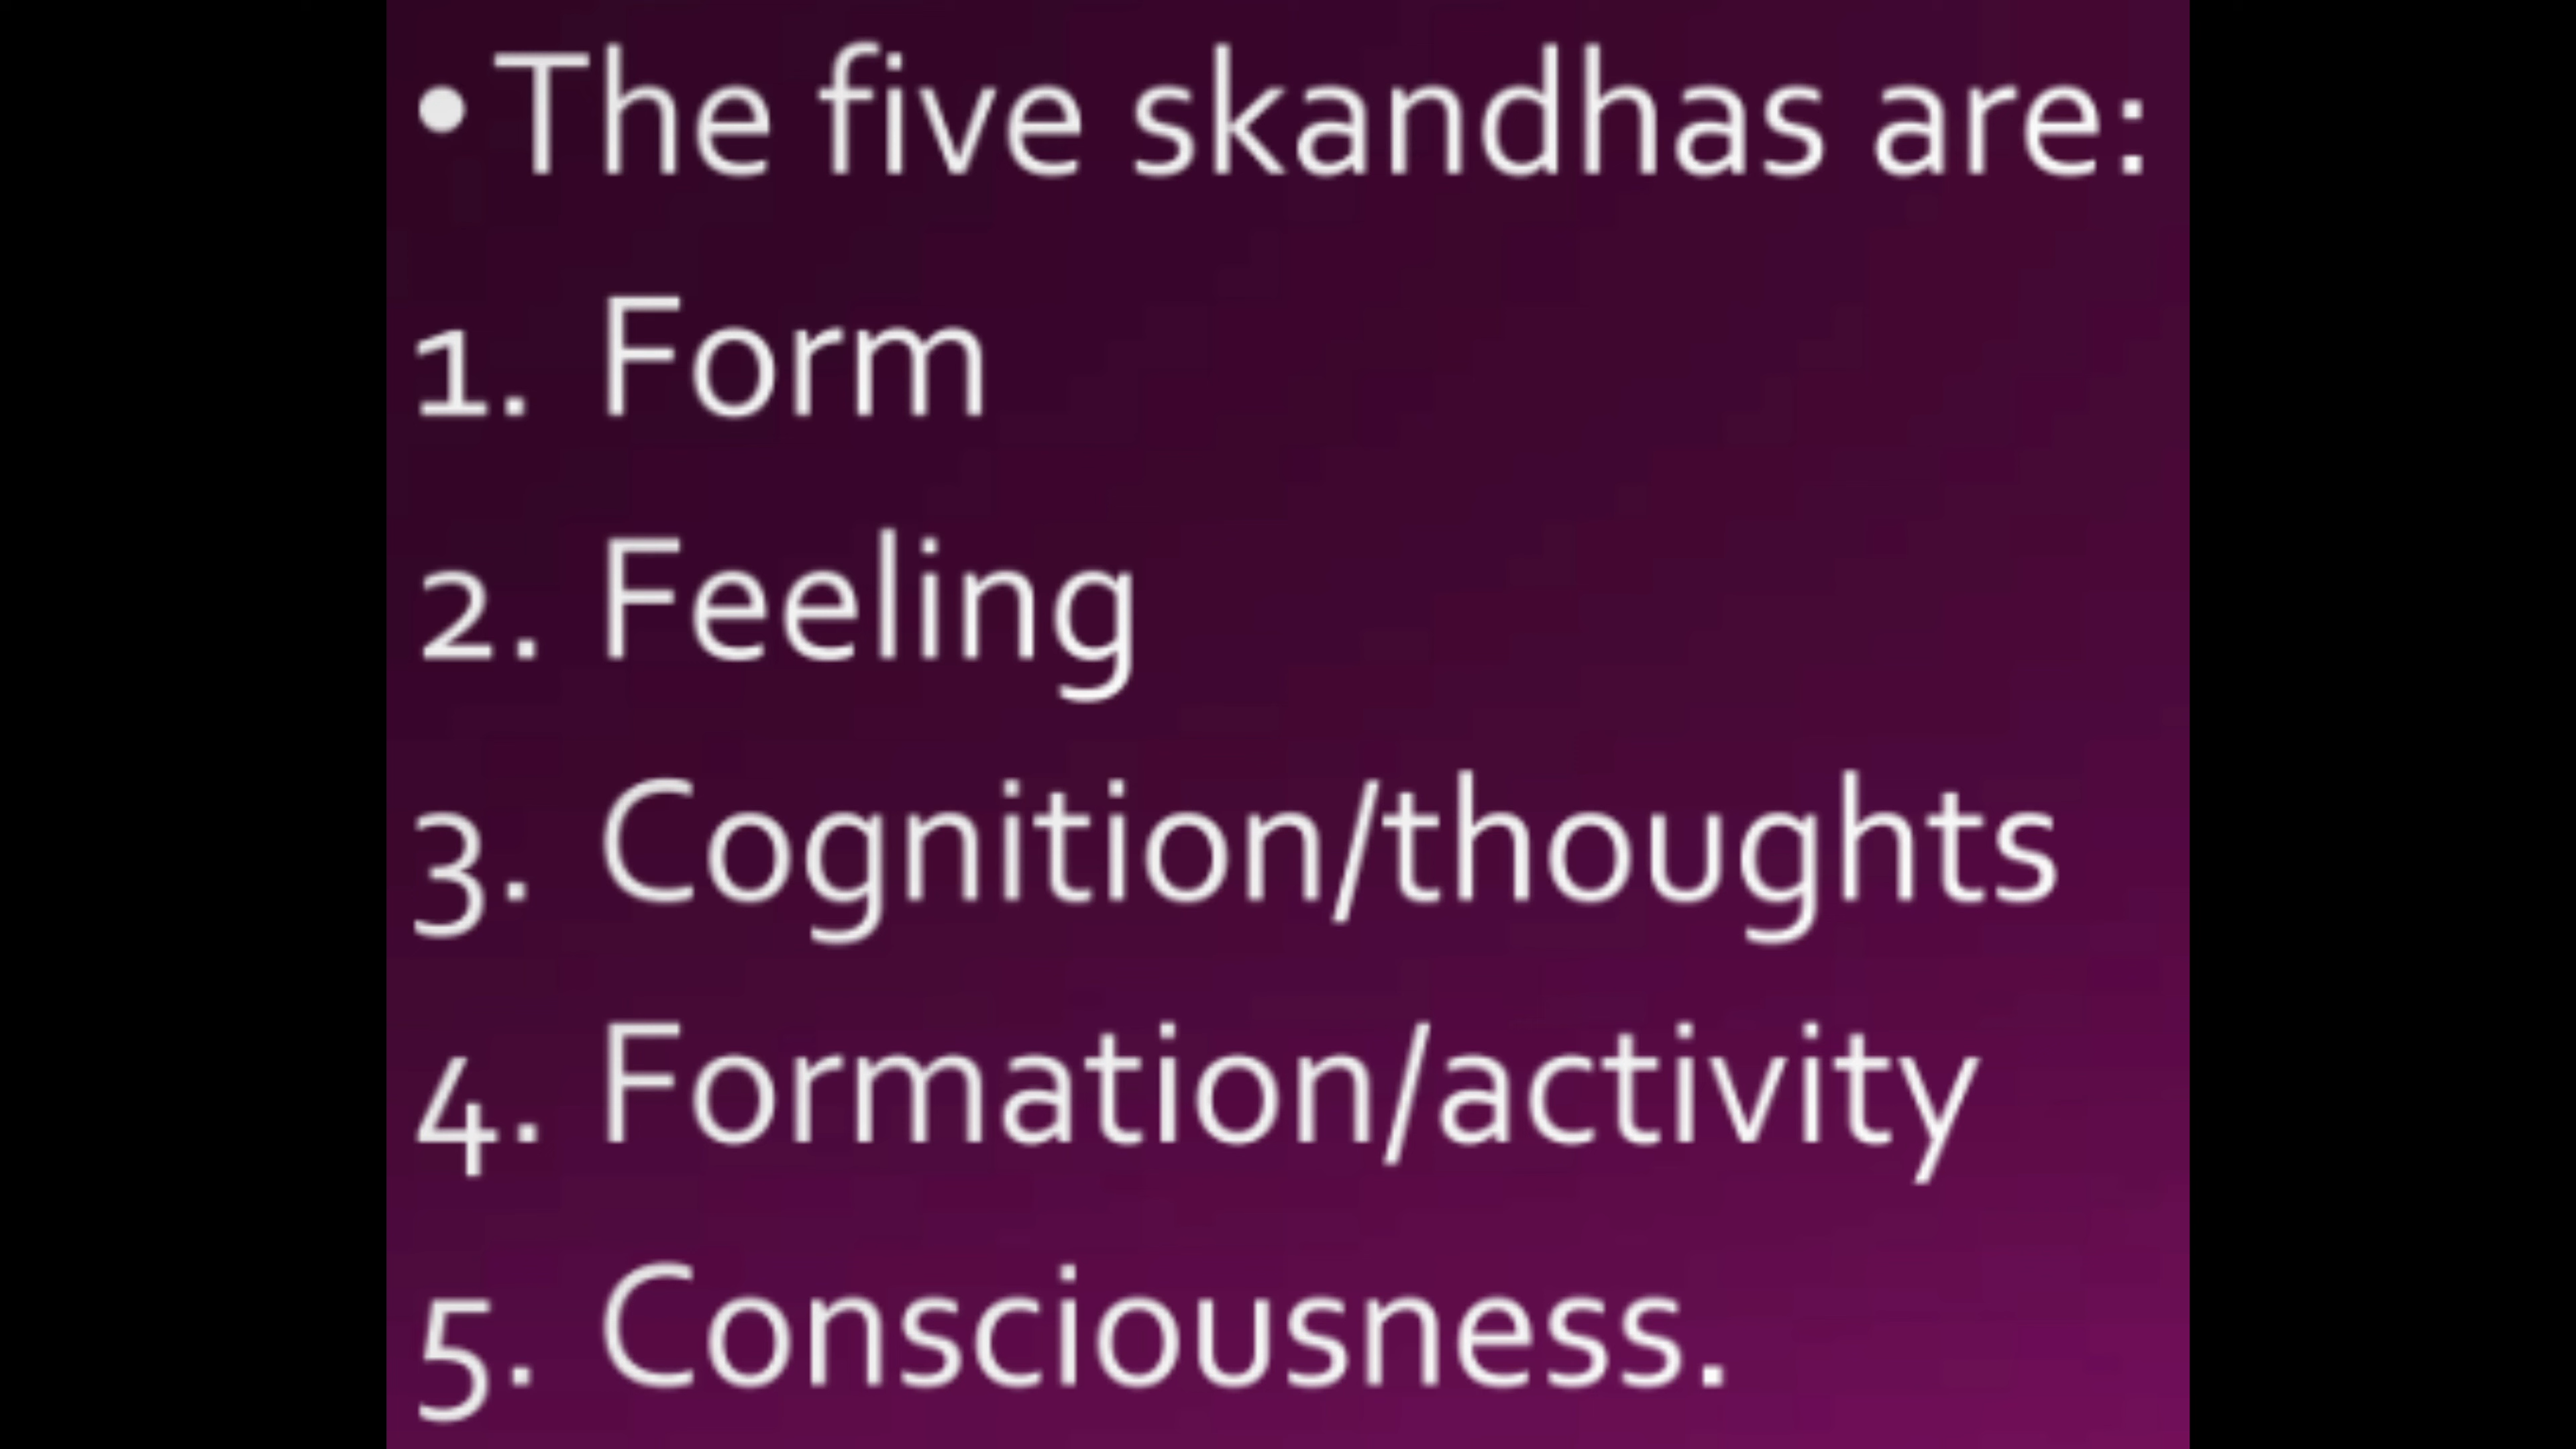 •The five skandhas are:
1. Form
2. Feeling
3. Cognition/thoughts
4. Formation/activity
5. Consciousness.